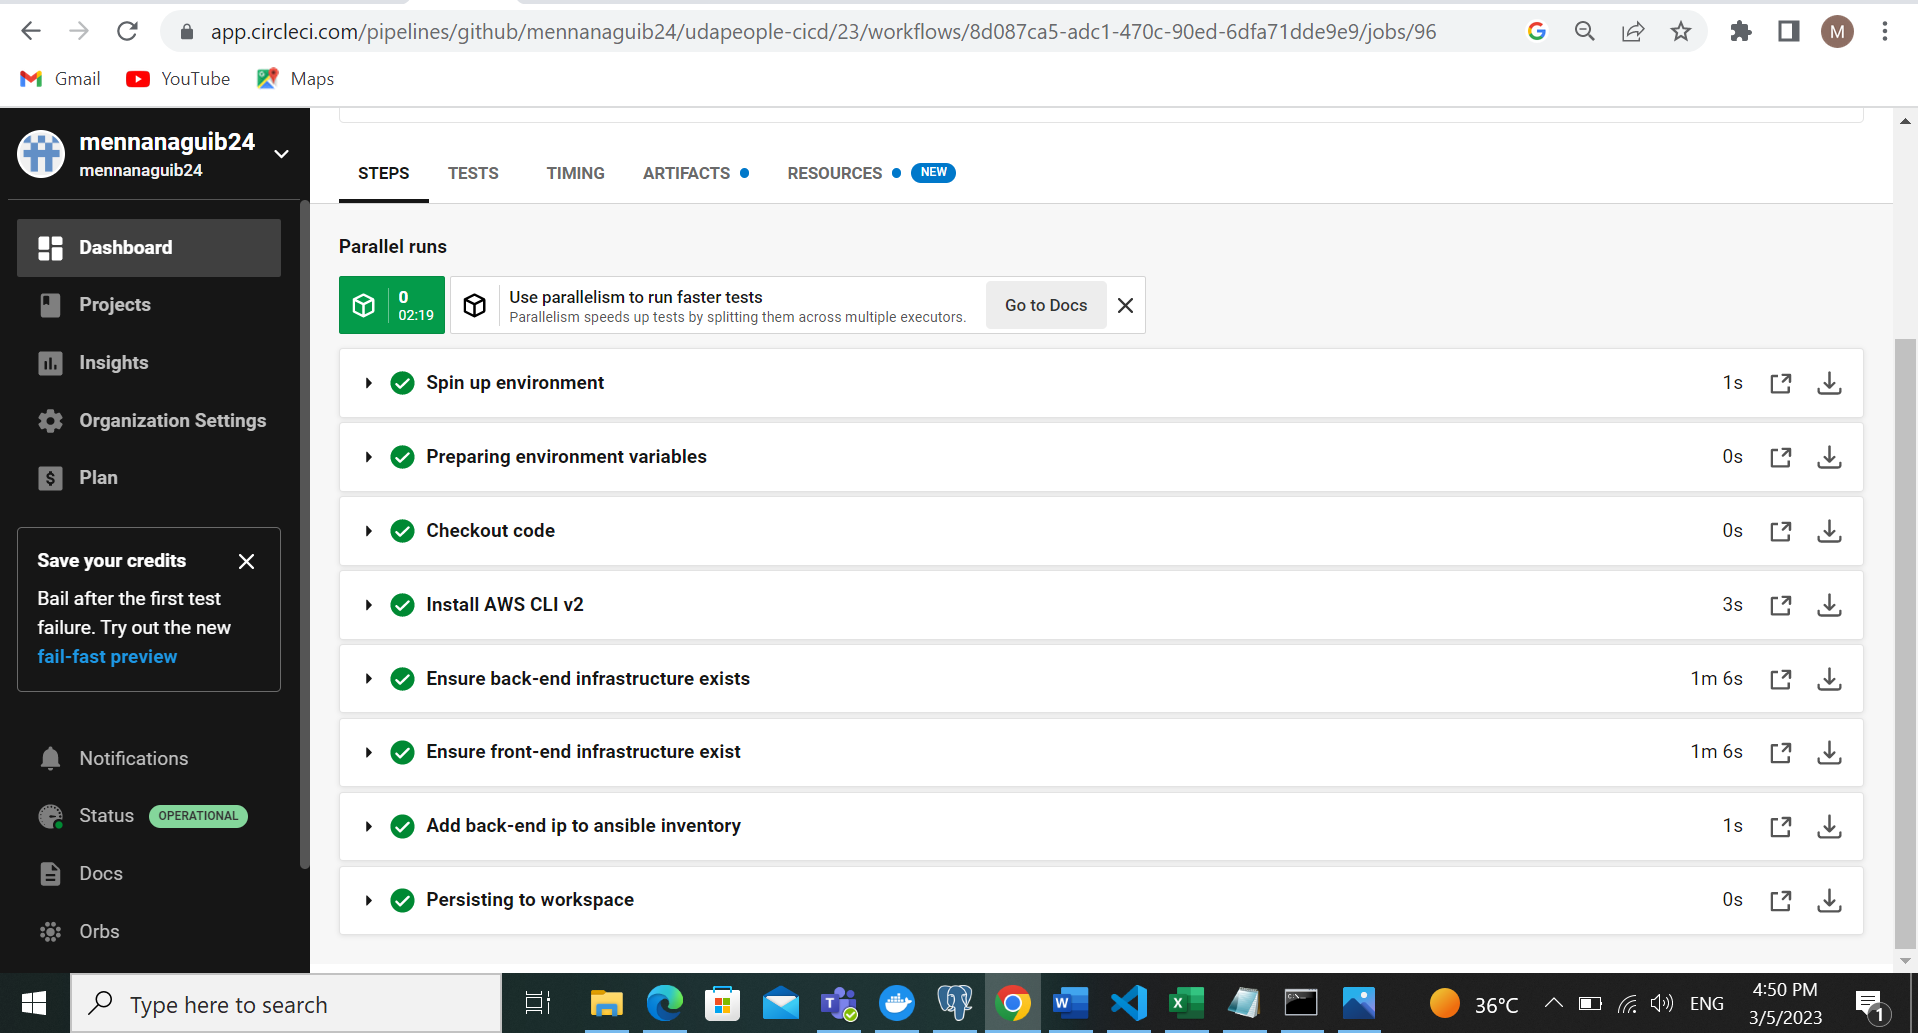 app.circleci.com/pipelines/github/mennanaguib24/udapeople-cicd/23/workflows/8d087ca5-adc1-470c-90ed-6dfa71dde9e9/jobs/96
M
Gmail
YouTube
Maps
mennanaguib24
mennanaguib24
Dashboard
Projects
Insights
Organization Settings
Plan
Save your credits
Bail after the first test
failure. Try out the new
fail-fast preview
Notifications
Status OPERATIONAL
Docs
Orbs
STEPS TESTS TIMING ARTIFACTS RESOURCES NEW
Parallel runs
0
02:19
Use parallelism to run faster tests
Parallelism speeds up tests by splitting them across multiple executors.
Go to Docs
Spin up environment 1s
Preparing environment variables 0s
Checkout code 0s
Install AWS CLI v2 3s
Ensure back-end infrastructure exists 1m 6s
Ensure front-end infrastructure exist 1m 6s
Add back-end ip to ansible inventory 1s
Persisting to workspace 0s
Type here to search
36°C
ENG
4:50 PM
3/5/2023
1